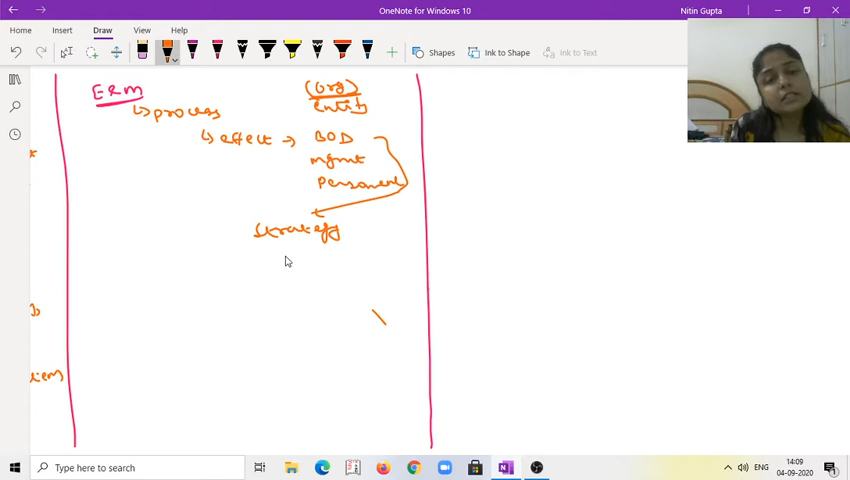 OneNote for Windows 10
Nitin Gupta
Home Insert Draw View Help
Shapes Ink to Shape Ink to Text
ERM
(Org)
entity
↳ process
↳ effect → BOD
mgmt
Personnel
Strategy
Type here to search
ENG
14:09
04-09-2020